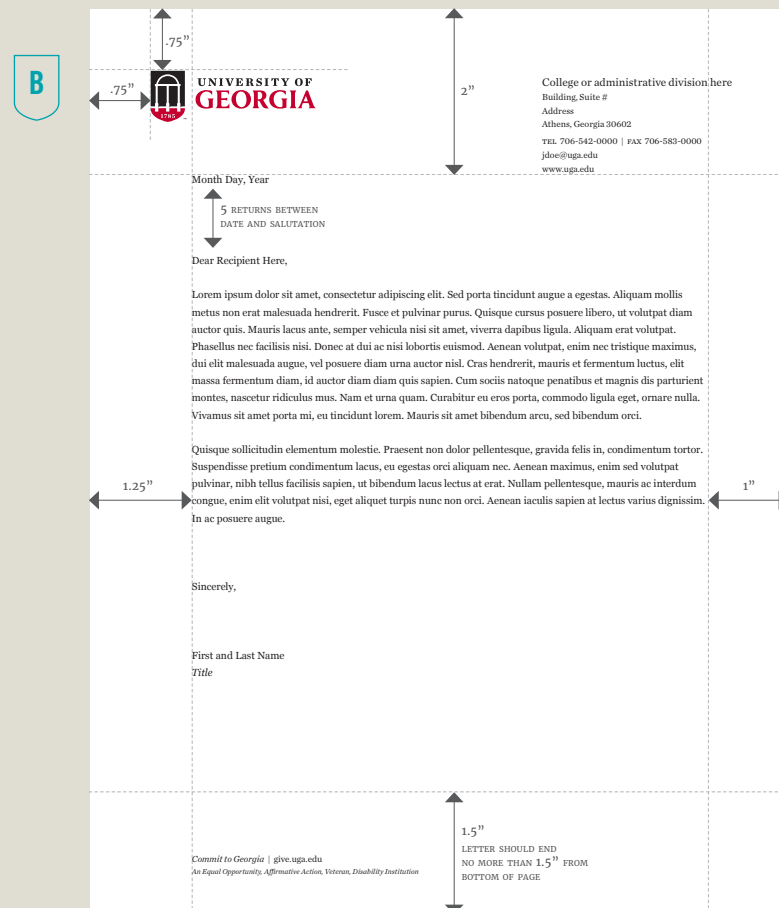 .75”
B
.75”
UNIVERSITY OF
GEORGIA
1785
2”
College or administrative division here
Building, Suite #
Address
Athens, Georgia 30602
TEL 706-542-0000 | FAX 706-583-0000
jdoe@uga.edu
www.uga.edu
Month Day, Year
5 RETURNS BETWEEN
DATE AND SALUTATION
Dear Recipient Here,
Lorem ipsum dolor sit amet, consectetur adipiscing elit. Sed porta tincidunt augue a egestas. Aliquam mollis
metus non erat malesuada hendrerit. Fusce et pulvinar purus. Quisque cursus posuere libero, ut volutpat diam
auctor quis. Mauris lacus ante, semper vehicula nisi sit amet, viverra dapibus ligula. Aliquam erat volutpat.
Phasellus nec facilisis nisi. Donec at dui ac nisi lobortis euismod. Aenean volutpat, enim nec tristique maximus,
dui elit malesuada augue, vel posuere diam urna auctor nisl. Cras hendrerit, mauris et fermentum luctus, elit
massa fermentum diam, id auctor diam diam quis sapien. Cum sociis natoque penatibus et magnis dis parturient
montes, nascetur ridiculus mus. Nam et urna quam. Curabitur eu eros porta, commodo ligula eget, ornare nulla.
Vivamus sit amet porta mi, eu tincidunt lorem. Mauris sit amet bibendum arcu, sed bibendum orci.
Quisque sollicitudin elementum molestie. Praesent non dolor pellentesque, gravida felis in, condimentum tortor.
Suspendisse pretium condimentum lacus, eu egestas orci aliquam nec. Aenean maximus, enim sed volutpat
pulvinar, nibh tellus facilisis sapien, ut bibendum lacus lectus at erat. Nullam pellentesque, mauris ac interdum
congue, enim elit volutpat nisi, eget aliquet turpis nunc non orci. Aenean iaculis sapien at lectus varius dignissim.
In ac posuere augue.
1.25”
1”
Sincerely,
First and Last Name
Title
1.5”
LETTER SHOULD END
NO MORE THAN 1.5” FROM
BOTTOM OF PAGE
Commit to Georgia | give.uga.edu
An Equal Opportunity, Affirmative Action, Veteran, Disability Institution